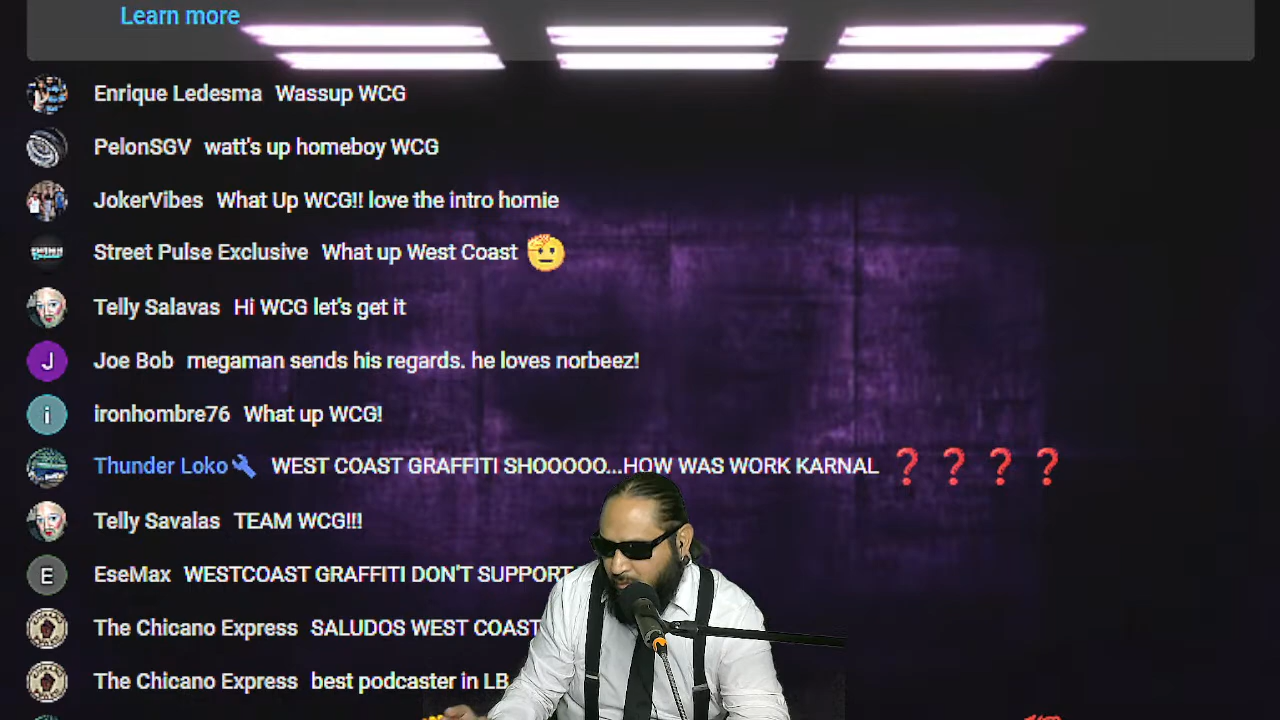 Learn more
Enrique Ledesma Wassup WCG
PelonSGV watt's up homeboy WCG
JokerVibes What Up WCG!! love the intro homie
Street Pulse Exclusive What up West Coast
Telly Salavas Hi WCG let's get it
J Joe Bob megaman sends his regards. he loves norbeez!
i ironhombre76 What up WCG!
Thunder Loko WEST COAST GRAFFITI SHOOOOO...HOW WAS WORK KARNAL ❓❓❓❓
Telly Savalas TEAM WCG!!!
E EseMax WESTCOAST GRAFFITI DON'T SUPPORT
The Chicano Express SALUDOS WEST COAST
The Chicano Express best podcaster in LB